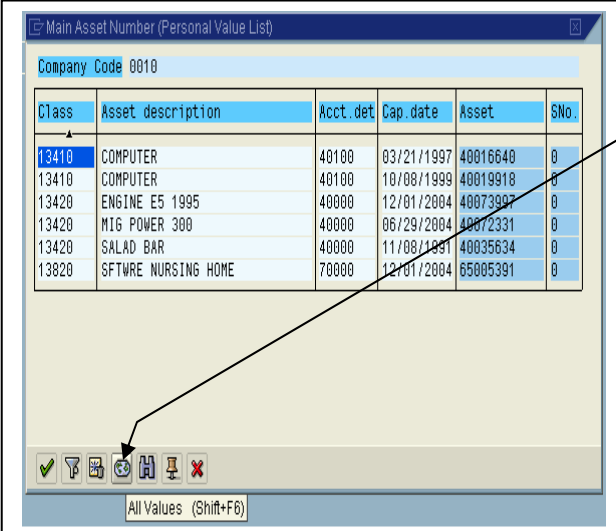 Main Asset Number (Personal Value List)
Company Code 0010
Class Asset description Acct.det Cap.date Asset SNo.
13410 COMPUTER 40100 03/21/1997 40016640 0
13410 COMPUTER 40100 10/08/1999 40019918 0
13420 ENGINE E5 1995 40000 12/01/2004 40073997 0
13420 MIG POWER 300 40000 06/29/2004 40072331 0
13420 SALAD BAR 40000 11/08/1991 40035634 0
13820 SFTWRE NURSING HOME 70000 12/01/2004 65005391 0
All Values (Shift+F6)